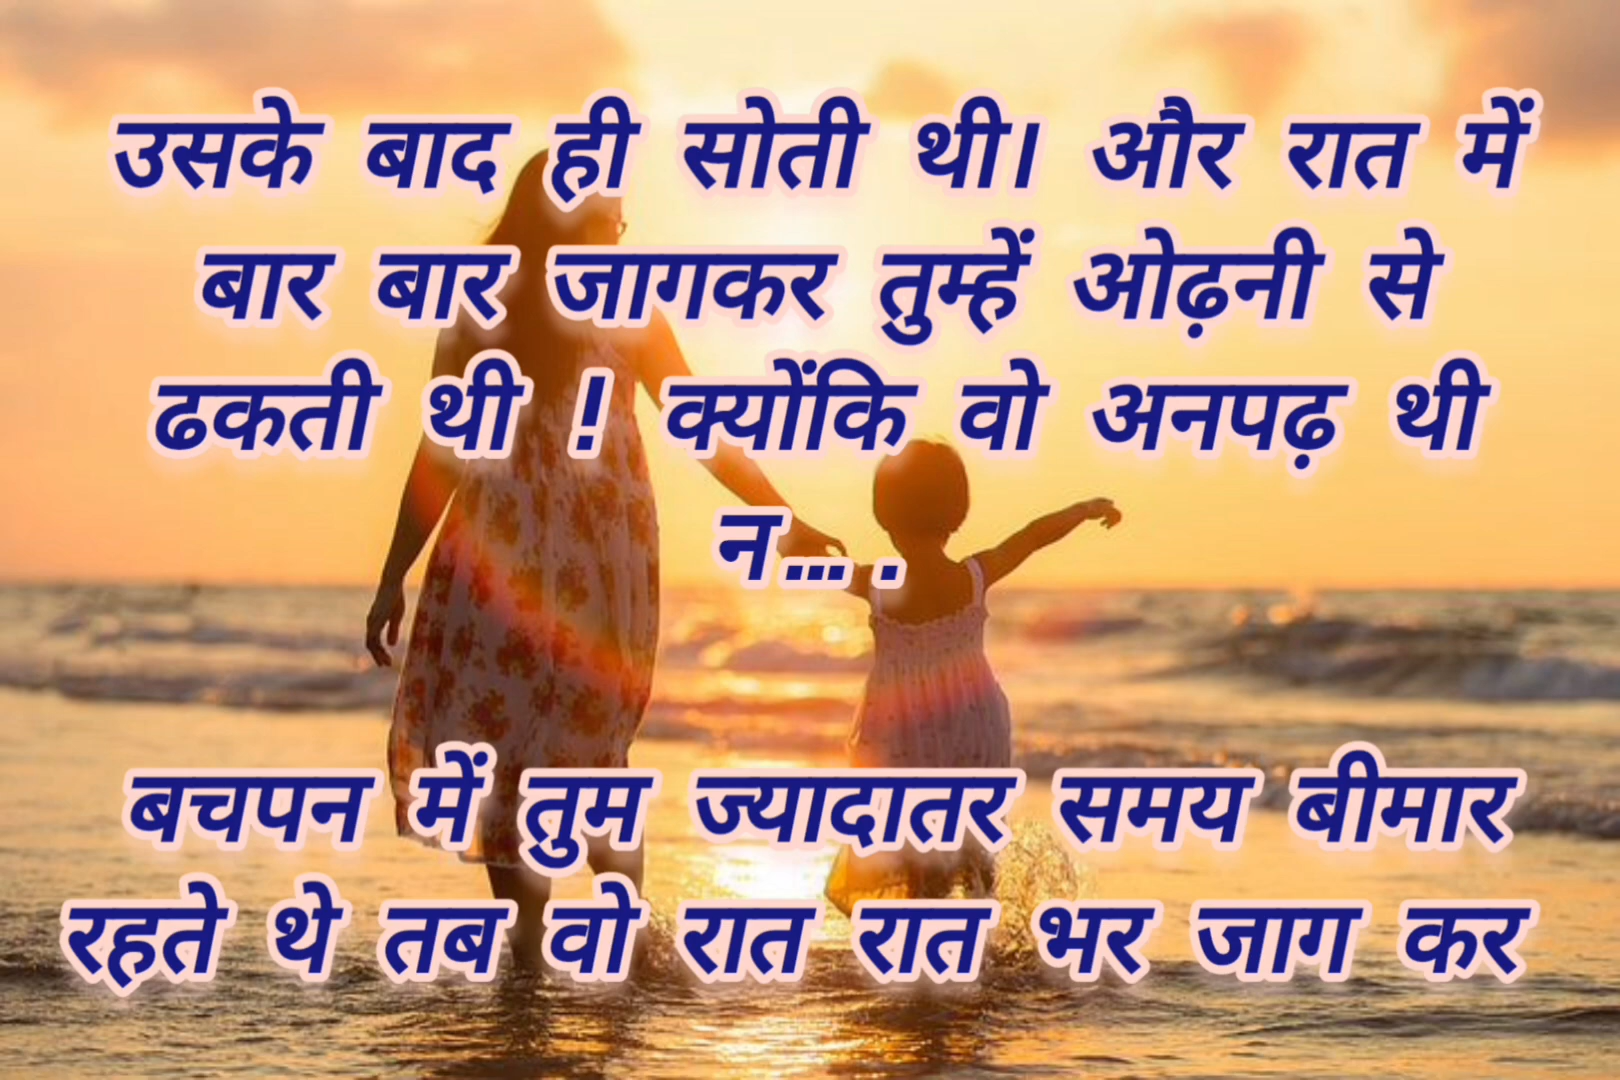 उसके बाद ही सोती थी। और रात में
बार बार जागकर तुम्हें ओढ़नी से
ढकती थी ! क्योंकि वो अनपढ़ थी
न... .
बचपन में तुम ज्यादातर समय बीमार
रहते थे तब वो रात रात भर जाग कर